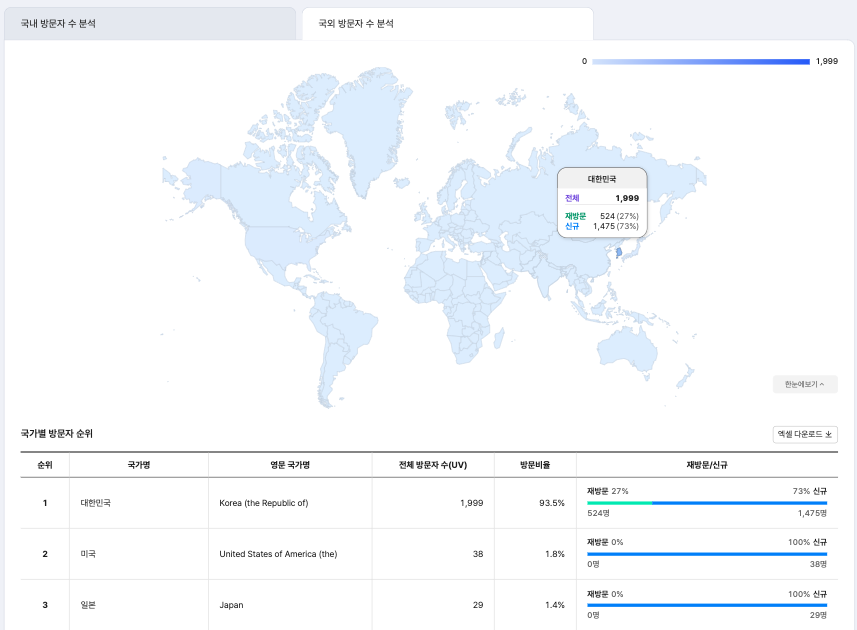 국내 방문자 수 분석
국외 방문자 수 분석
0 1,999
대한민국
전체 1,999
재방문 524 (27%)
신규 1,475 (73%)
한눈에보기
국가별 방문자 순위
엑셀 다운로드
순위 국가명 영문 국가명 전체 방문자 수(UV) 방문비율 재방문/신규
재방문 27% 73% 신규
1 대한민국 Korea (the Republic of) 1,999 93.5%
524명 1,475명
재방문 0% 100% 신규
2 미국 United States of America (the) 38 1.8%
0명 38명
재방문 0% 100% 신규
3 일본 Japan 29 1.4%
0명 29명